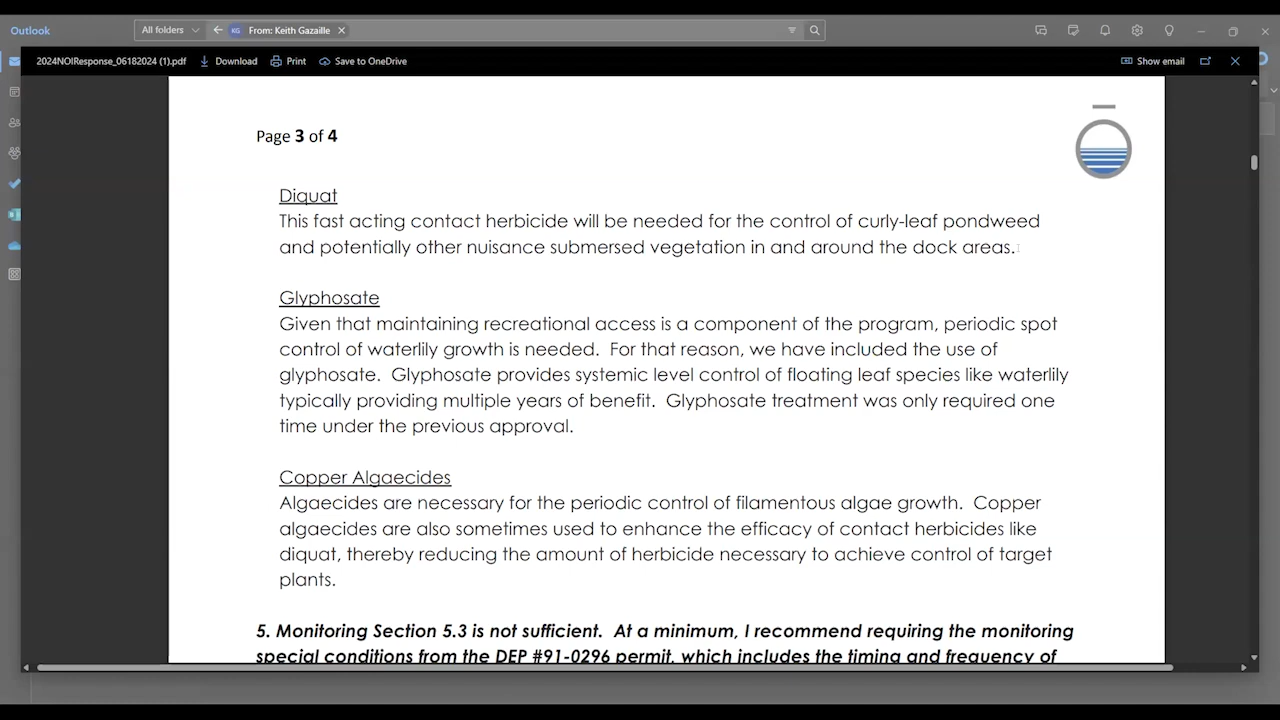 Outlook
All folders
KG From: Keith Gazaille
2024NOIResponse_06182024 (1).pdf Download Print Save to OneDrive Show email
Page 3 of 4
Diquat
This fast acting contact herbicide will be needed for the control of curly-leaf pondweed
and potentially other nuisance submersed vegetation in and around the dock areas.
Glyphosate
Given that maintaining recreational access is a component of the program, periodic spot
control of waterlily growth is needed.  For that reason, we have included the use of
glyphosate.  Glyphosate provides systemic level control of floating leaf species like waterlily
typically providing multiple years of benefit.  Glyphosate treatment was only required one
time under the previous approval.
Copper Algaecides
Algaecides are necessary for the periodic control of filamentous algae growth.  Copper
algaecides are also sometimes used to enhance the efficacy of contact herbicides like
diquat, thereby reducing the amount of herbicide necessary to achieve control of target
plants.
5. Monitoring Section 5.3 is not sufficient.  At a minimum, I recommend requiring the monitoring
special conditions from the DEP #91-0296 permit, which includes the timing and frequency of